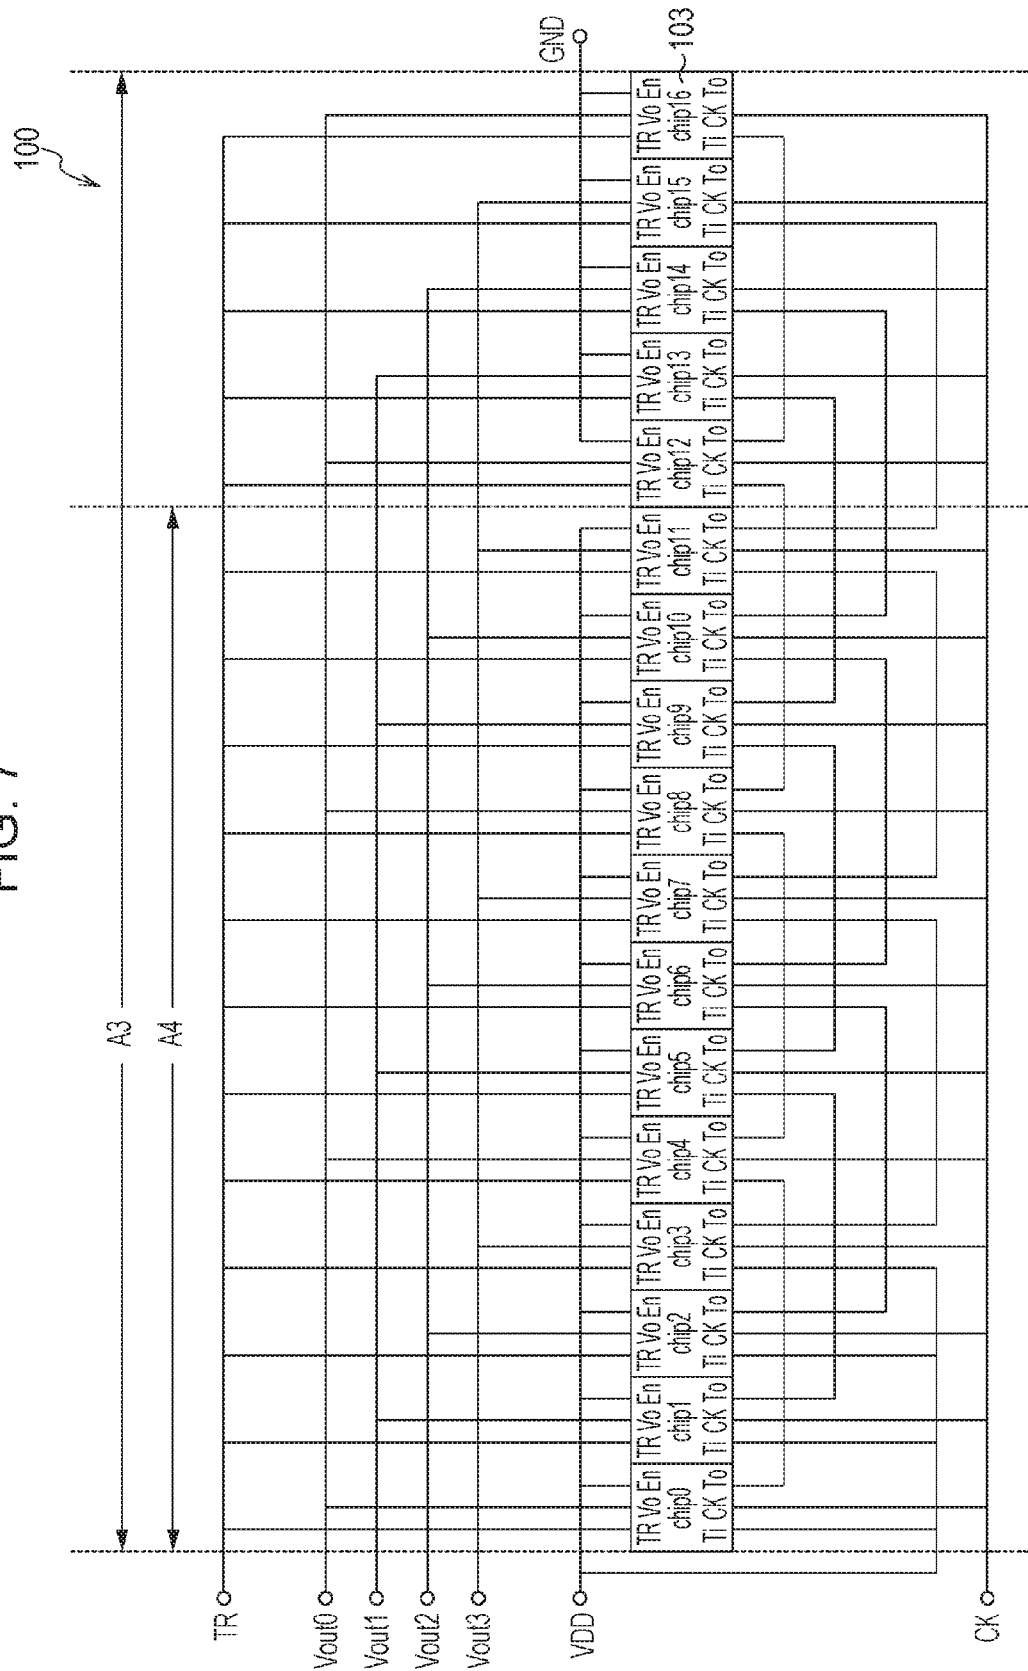 FIG. 7
100
A3
A4
TR
Vout0
Vout1
Vout2
Vout3
VDD
GND
CK
103
TR Vo En
chip0
Ti CK To
TR Vo En
chip1
Ti CK To
TR Vo En
chip2
Ti CK To
TR Vo En
chip3
Ti CK To
TR Vo En
chip4
Ti CK To
TR Vo En
chip5
Ti CK To
TR Vo En
chip6
Ti CK To
TR Vo En
chip7
Ti CK To
TR Vo En
chip8
Ti CK To
TR Vo En
chip9
Ti CK To
TR Vo En
chip10
Ti CK To
TR Vo En
chip11
Ti CK To
TR Vo En
chip12
Ti CK To
TR Vo En
chip13
Ti CK To
TR Vo En
chip14
Ti CK To
TR Vo En
chip15
Ti CK To
TR Vo En
chip16
Ti CK To